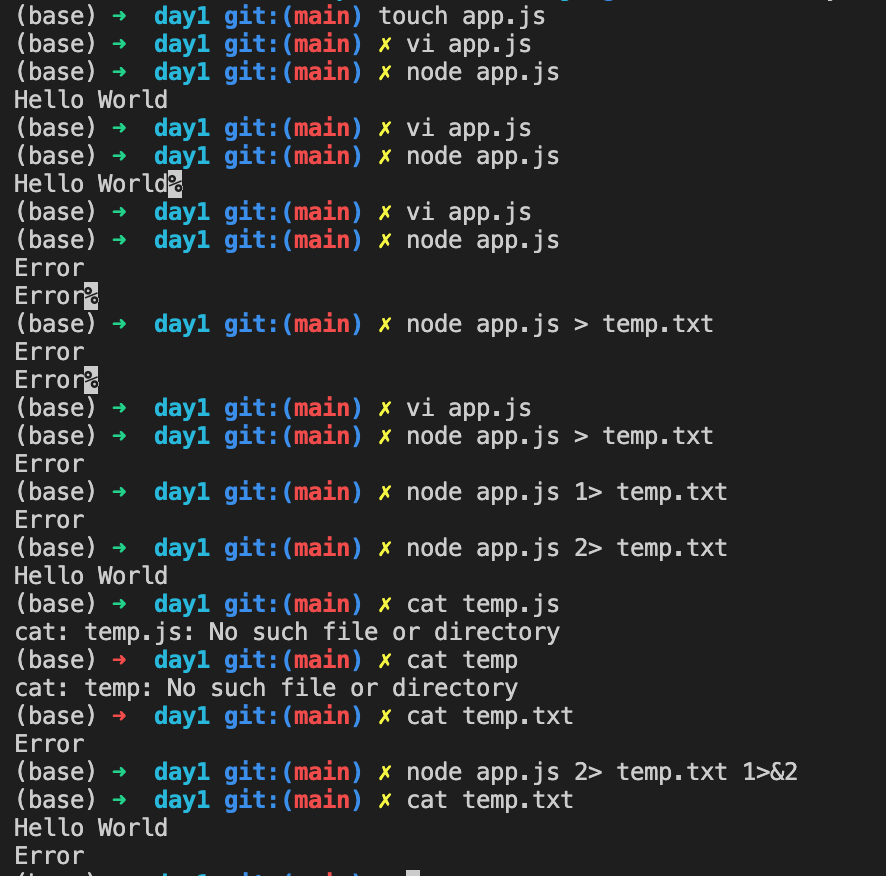 (base) ➜ day1 git:(main) touch app.js
(base) ➜ day1 git:(main) ✗ vi app.js
(base) ➜ day1 git:(main) ✗ node app.js
Hello World
(base) ➜ day1 git:(main) ✗ vi app.js
(base) ➜ day1 git:(main) ✗ node app.js
Hello World%
(base) ➜ day1 git:(main) ✗ vi app.js
(base) ➜ day1 git:(main) ✗ node app.js
Error
Error%
(base) ➜ day1 git:(main) ✗ node app.js > temp.txt
Error
Error%
(base) ➜ day1 git:(main) ✗ vi app.js
(base) ➜ day1 git:(main) ✗ node app.js > temp.txt
Error
(base) ➜ day1 git:(main) ✗ node app.js 1> temp.txt
Error
(base) ➜ day1 git:(main) ✗ node app.js 2> temp.txt
Hello World
(base) ➜ day1 git:(main) ✗ cat temp.js
cat: temp.js: No such file or directory
(base) ➜ day1 git:(main) ✗ cat temp
cat: temp: No such file or directory
(base) ➜ day1 git:(main) ✗ cat temp.txt
Error
(base) ➜ day1 git:(main) ✗ node app.js 2> temp.txt 1>&2
(base) ➜ day1 git:(main) ✗ cat temp.txt
Hello World
Error